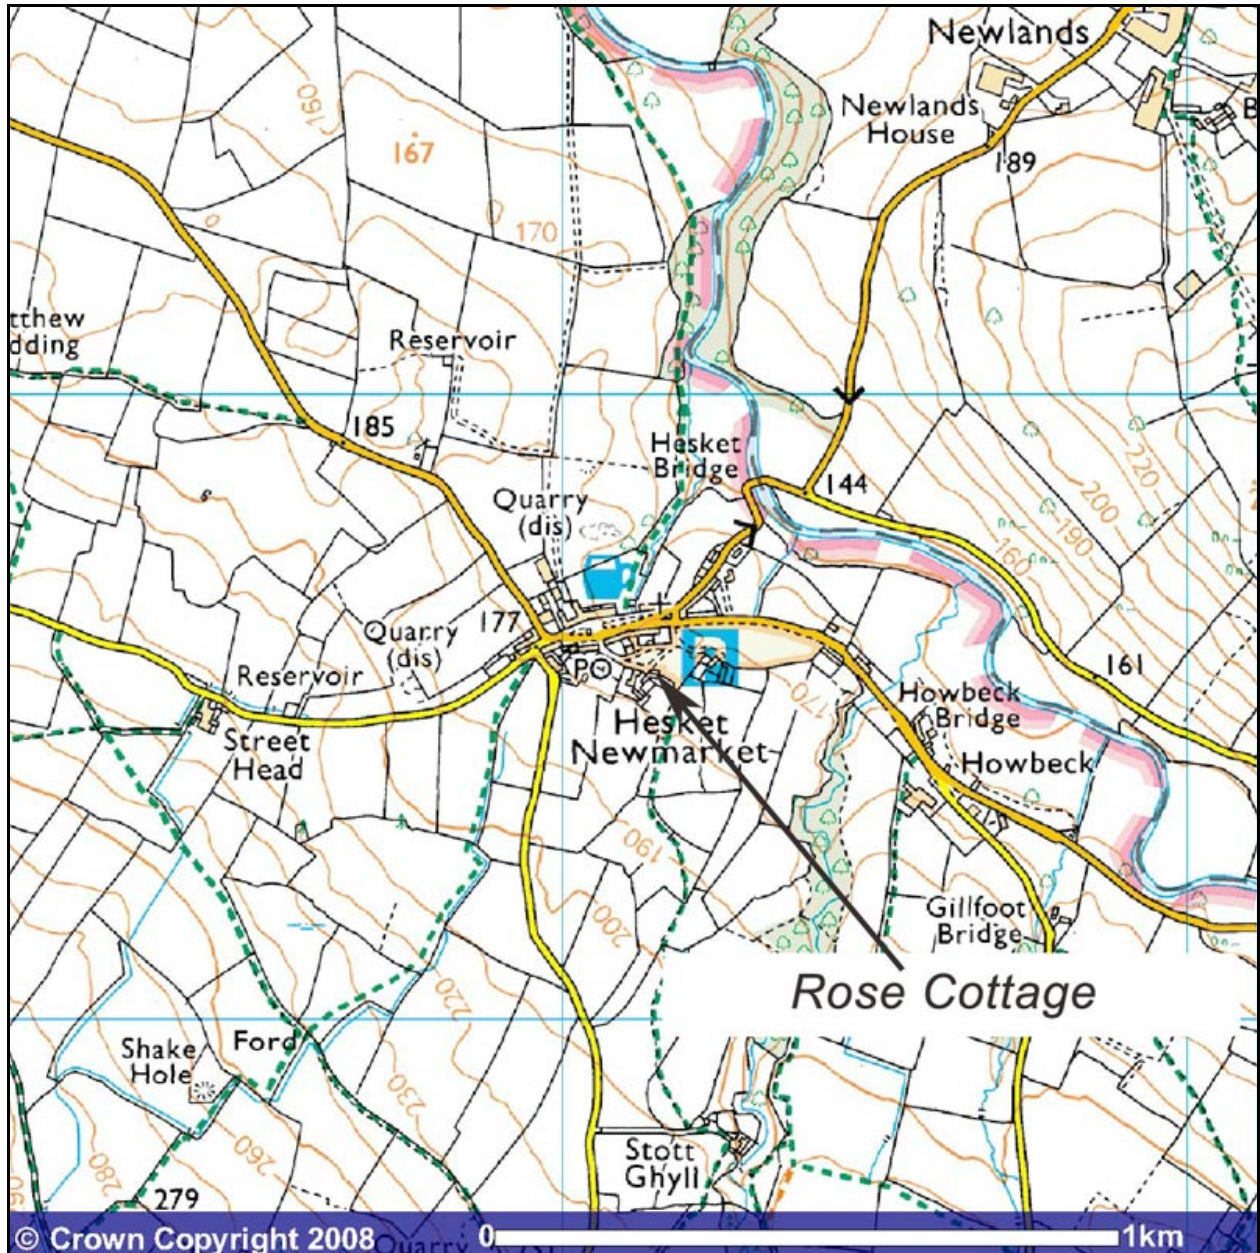 Newlands
160
Newlands
House
167
189
170
tthew
dding
Reservoir
185
Hesket
Bridge
144
220
200
190
160
Quarry
(dis)
177
Quarry
(dis)
PO
Reservoir
161
170
Howbeck
Bridge
Hesket
Newmarket
Street
Head
Howbeck
190
200
Gillfoot
Bridge
Rose Cottage
220
Ford
Shake
Hole
230
260
280
279
Stott
Ghyll
© Crown Copyright 2008
Quarry
0
1km